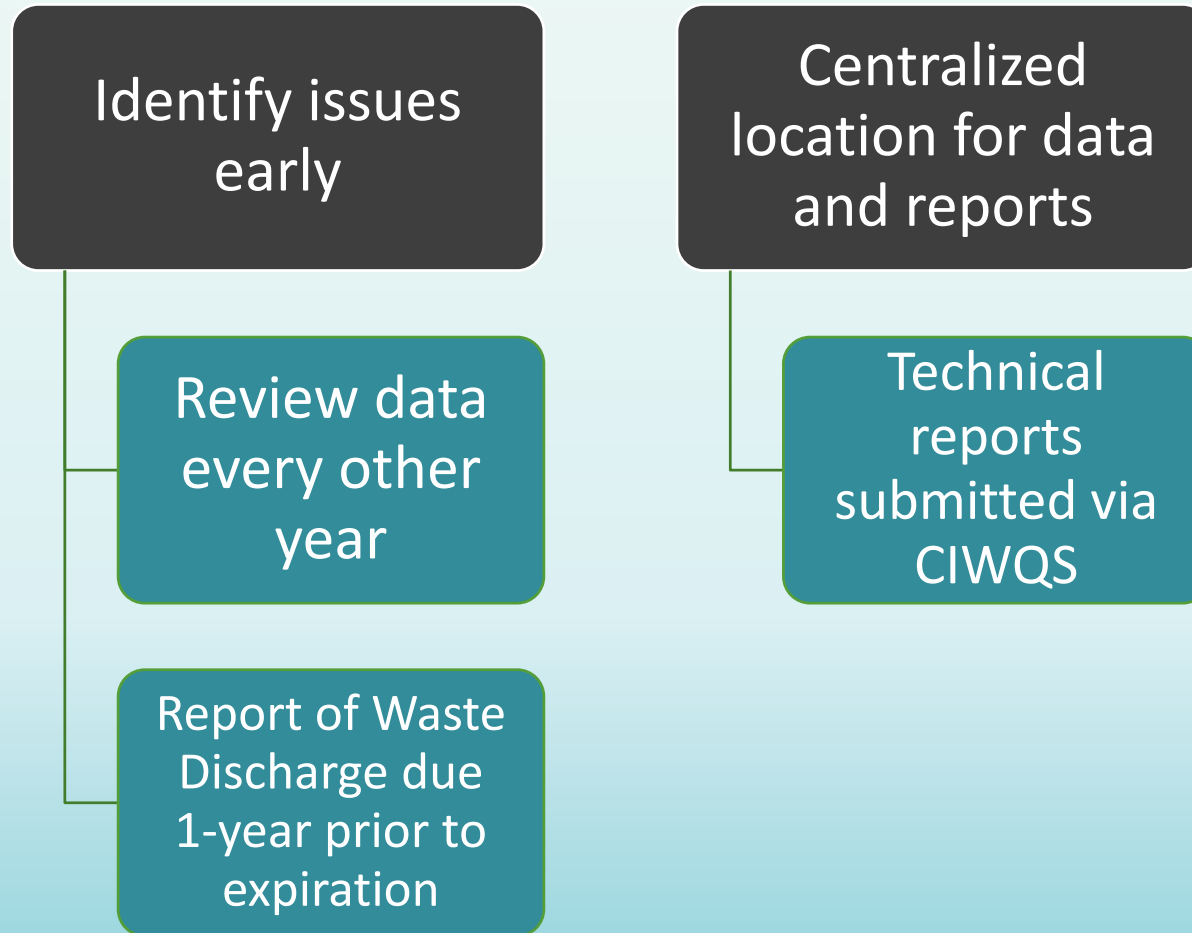 Identify issues
early
Review data
every other
year
Report of Waste
Discharge due
1-year prior to
expiration
Centralized
location for data
and reports
Technical
reports
submitted via
CIWQS